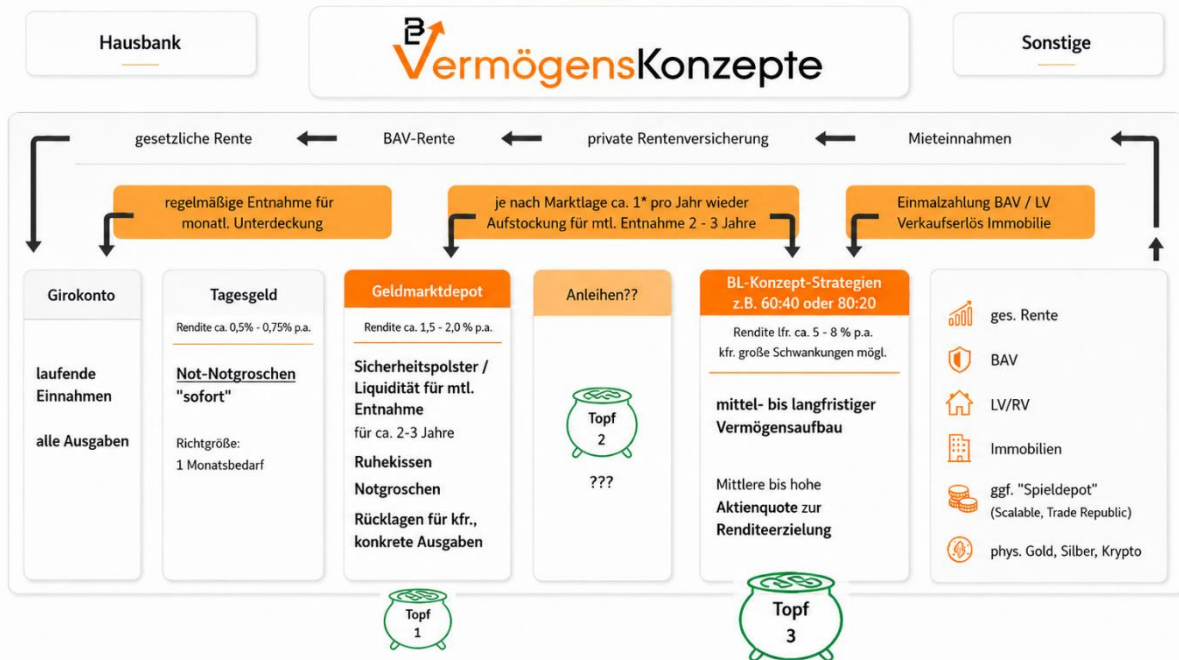 Hausbank
BL
VermögensKonzepte
Sonstige
gesetzliche Rente
BAV-Rente
private Rentenversicherung
Mieteinnahmen
regelmäßige Entnahme für
monatl. Unterdeckung
je nach Marktlage ca. 1* pro Jahr wieder
Aufstockung für mtl. Entnahme 2 - 3 Jahre
Einmalzahlung BAV / LV
Verkaufserlös Immobilie
Girokonto
laufende
Einnahmen
alle Ausgaben
Tagesgeld
Rendite ca. 0,5% - 0,75% p.a.
Not-Notgroschen
"sofort"
Richtgröße:
1 Monatsbedarf
Geldmarktdepot
Rendite ca. 1,5 - 2,0 % p.a.
Sicherheitspolster /
Liquidität für mtl.
Entnahme
für ca. 2-3 Jahre
Ruhekissen
Notgroschen
Rücklagen für kfr.,
konkrete Ausgaben
Topf
1
Anleihen??
Topf
2
???
BL-Konzept-Strategien
z.B. 60:40 oder 80:20
Rendite lfr. ca. 5 - 8 % p.a.
kfr. große Schwankungen mögl.
mittel- bis langfristiger
Vermögensaufbau
Mittlere bis hohe
Aktienquote zur
Renditeerzielung
Topf
3
ges. Rente
BAV
LV/RV
Immobilien
ggf. "Spieldepot"
(Scalable, Trade Republic)
phys. Gold, Silber, Krypto